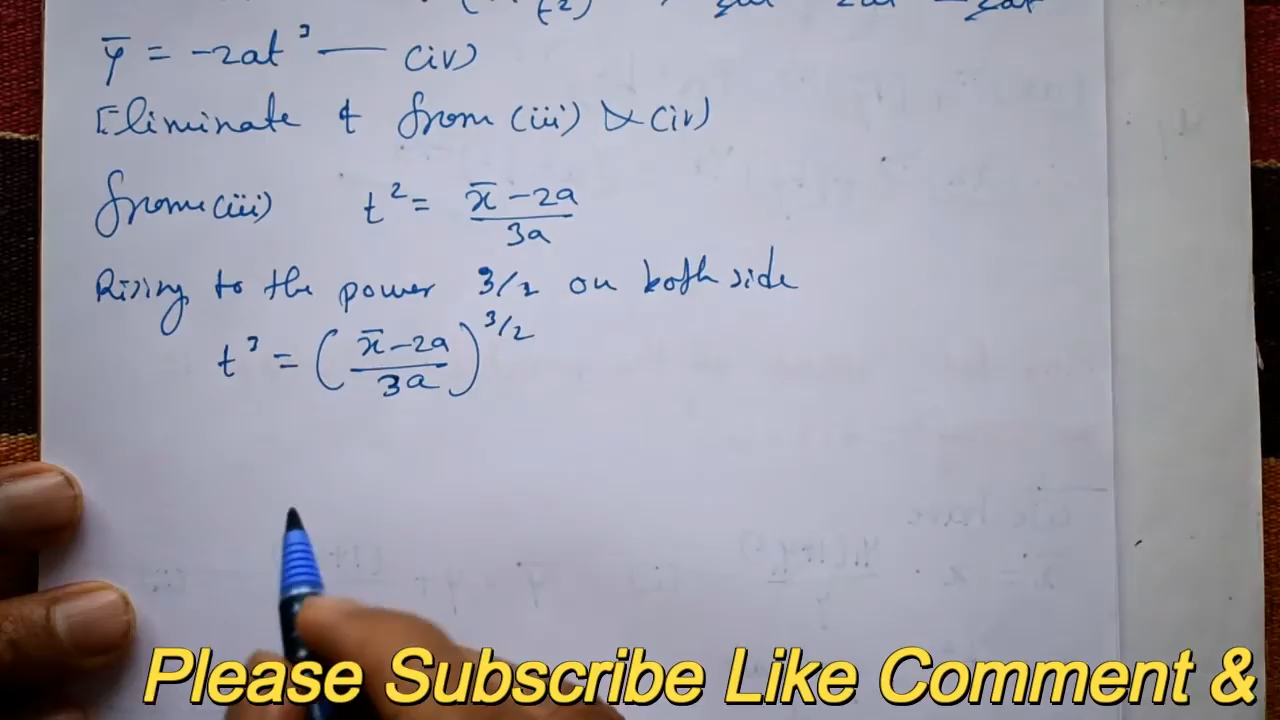 ȳ = -2at³ — (iv)
Eliminate t from (iii) & (iv)
from (iii) t² = x̄ - 2a / 3a
Rising to the power 3/2 on both side
t³ = (x̄ - 2a / 3a)^3/2
Please Subscribe Like Comment &